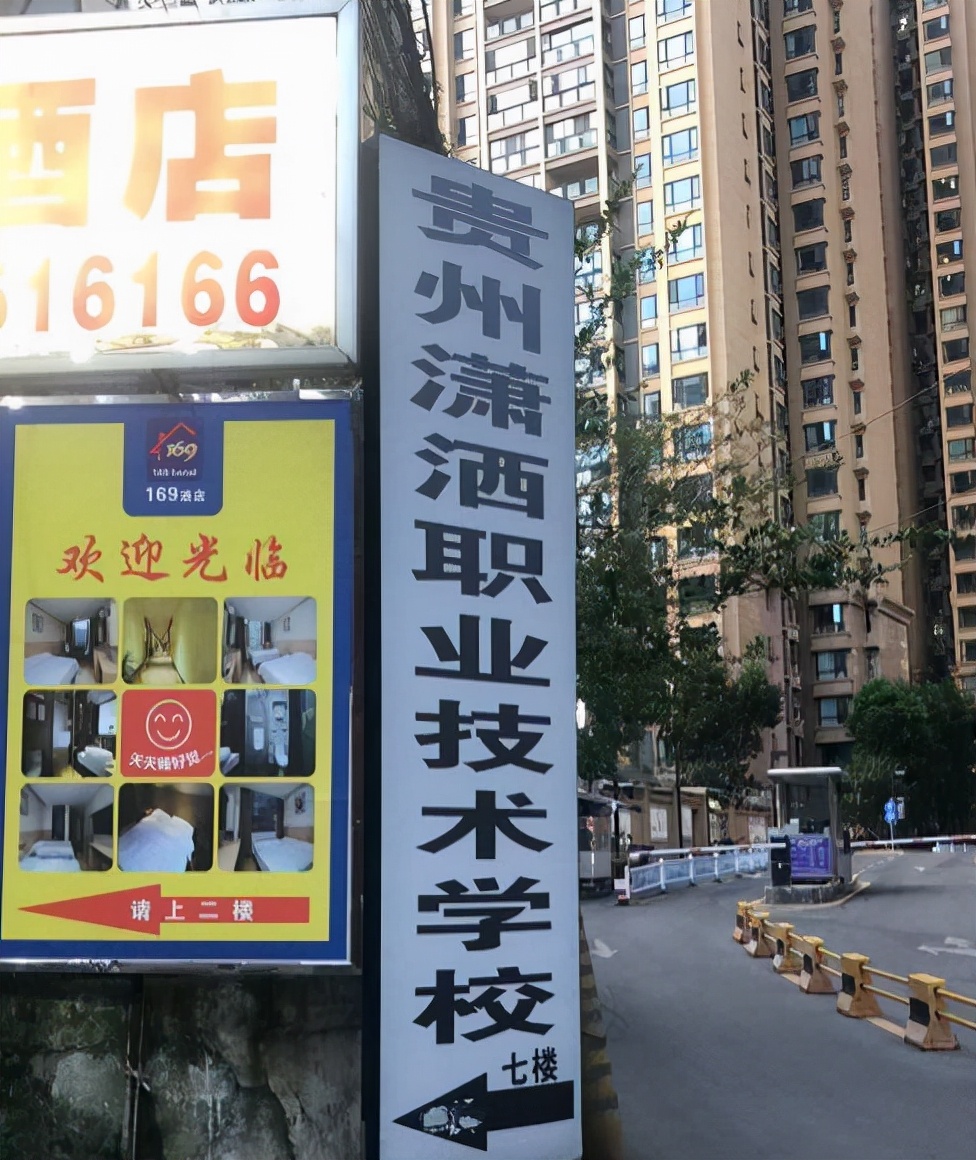 酒店
616166
169
169酒店
欢迎光临
天天睡好觉
请上二楼
贵州潇洒职业技术学校
七楼